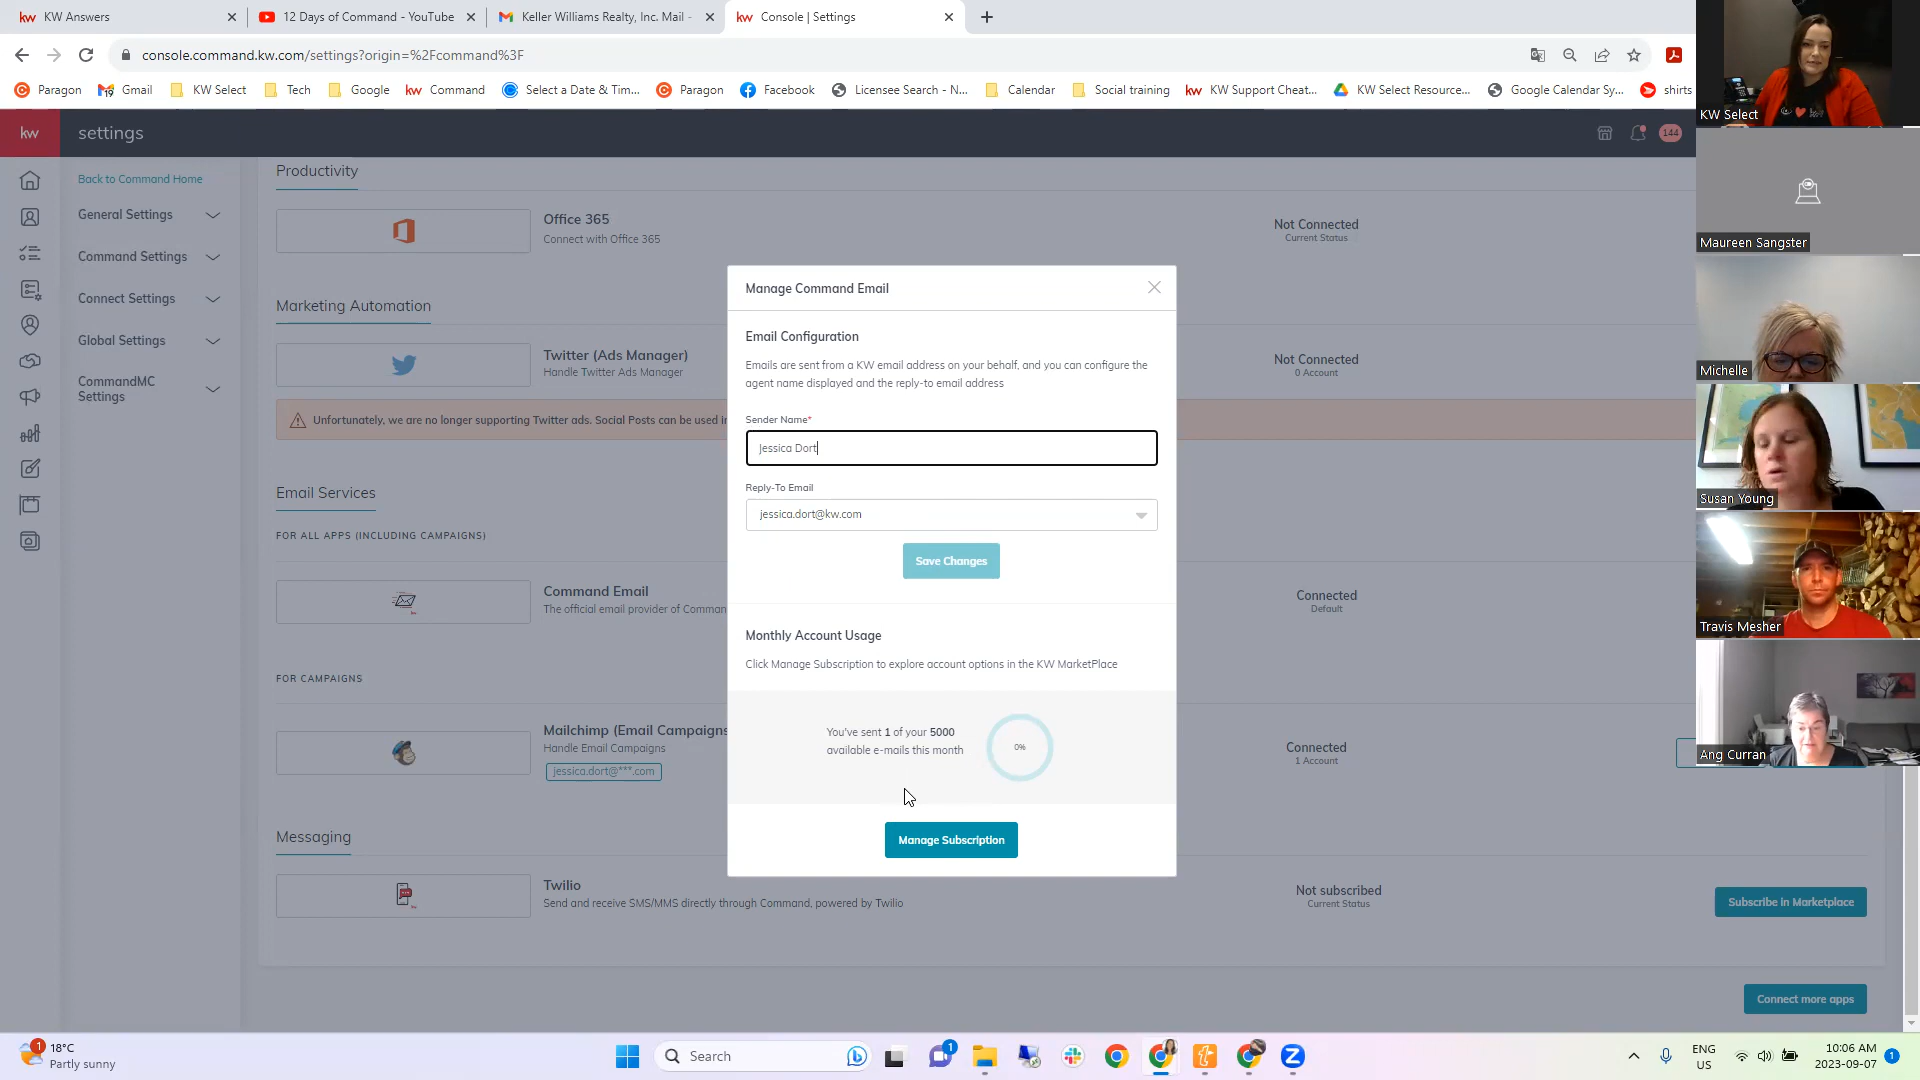 kw KW Answers
12 Days of Command - YouTube
Keller Williams Realty, Inc. Mail -
kw Console | Settings
console.command.kw.com/settings?origin=%2Fcommand%3F
Paragon
Gmail
KW Select
Tech
Google
kw Command
Select a Date & Tim...
Paragon
Facebook
Licensee Search - N...
Calendar
Social training
kw KW Support Cheat...
KW Select Resource...
Google Calendar Sy...
shirts
kw settings
144
Back to Command Home
General Settings
Command Settings
Connect Settings
Global Settings
CommandMC
Settings
Productivity
Office 365
Connect with Office 365
Not Connected
Current Status
Marketing Automation
Twitter (Ads Manager)
Handle Twitter Ads Manager
Not Connected
0 Account
Unfortunately, we are no longer supporting Twitter ads. Social Posts can be used i
Email Services
FOR ALL APPS (INCLUDING CAMPAIGNS)
Command Email
The official email provider of Comman
Connected
Default
FOR CAMPAIGNS
Mailchimp (Email Campaigns
Handle Email Campaigns
jessica.dort@***.com
Connected
1 Account
Messaging
Twilio
Send and receive SMS/MMS directly through Command, powered by Twilio
Not subscribed
Current Status
Subscribe in Marketplace
Connect more apps
Manage Command Email
Email Configuration
Emails are sent from a KW email address on your behalf, and you can configure the
agent name displayed and the reply-to email address
Sender Name*
Jessica Dort
Reply-To Email
jessica.dort@kw.com
Save Changes
Monthly Account Usage
Click Manage Subscription to explore account options in the KW MarketPlace
You've sent 1 of your 5000
available e-mails this month
0%
Manage Subscription
KW Select
Maureen Sangster
Michelle
Susan Young
Travis Mesher
Ang Curran
1
18°C
Partly sunny
Search
1
ENG
US
10:06 AM
2023-09-07
1